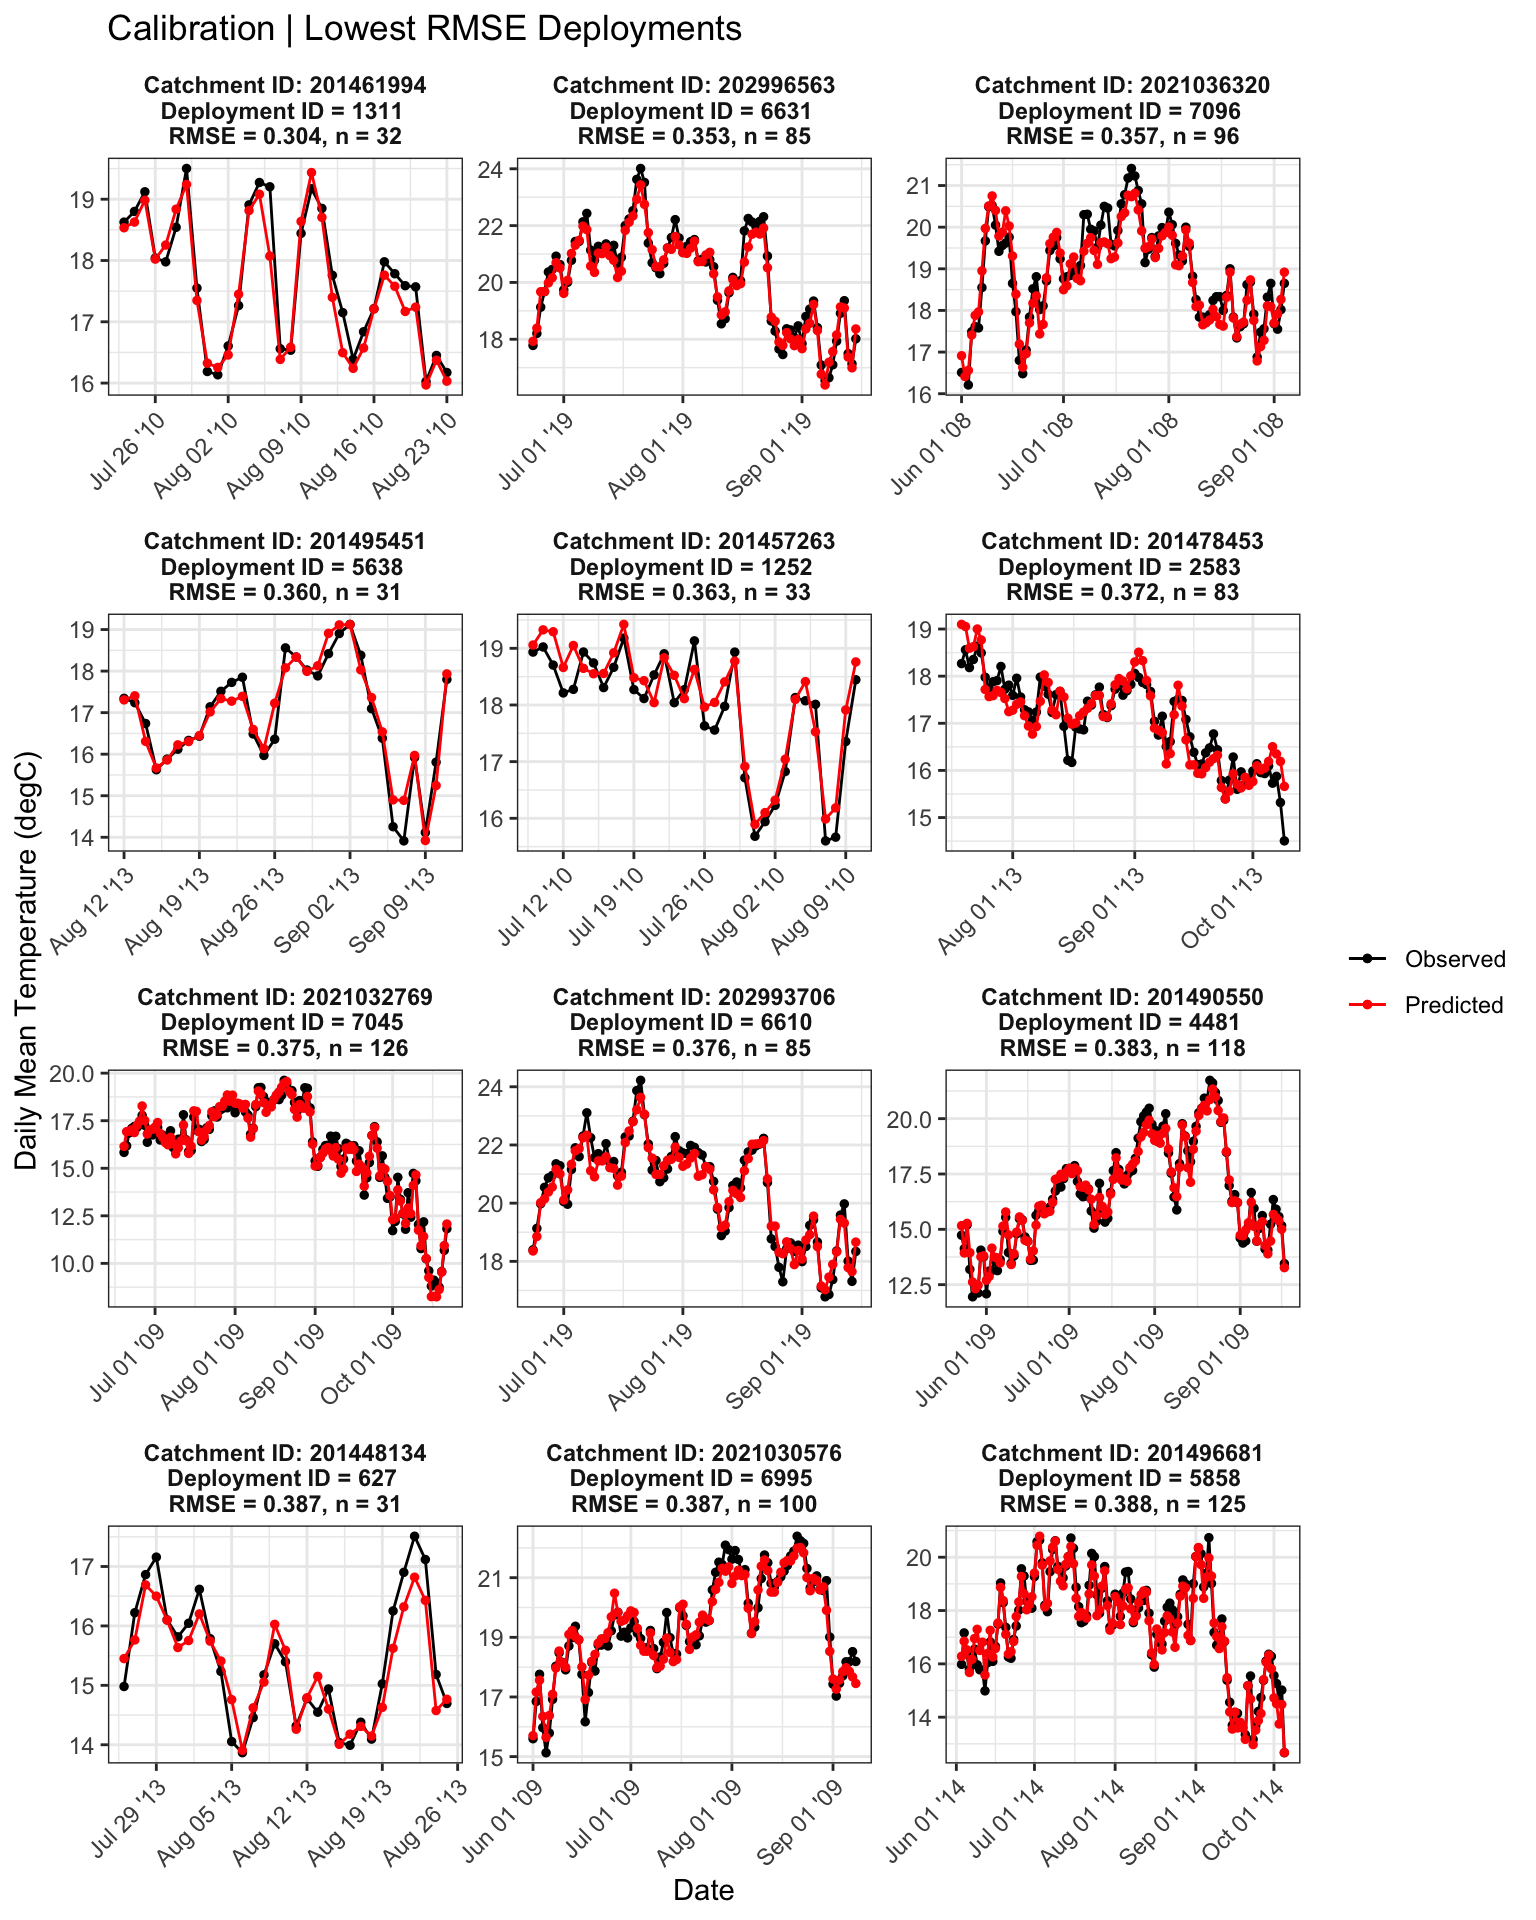 Calibration | Lowest RMSE Deployments
Catchment ID: 201461994
Deployment ID = 1311
RMSE = 0.304, n = 32
19
18
17
16
Jul 26 '10
Aug 02 '10
Aug 09 '10
Aug 16 '10
Aug 23 '10
Catchment ID: 202996563
Deployment ID = 6631
RMSE = 0.353, n = 85
24
22
20
18
Jul 01 '19
Aug 01 '19
Sep 01 '19
Catchment ID: 2021036320
Deployment ID = 7096
RMSE = 0.357, n = 96
21
20
19
18
17
16
Jun 01 '08
Jul 01 '08
Aug 01 '08
Sep 01 '08
Catchment ID: 201495451
Deployment ID = 5638
RMSE = 0.360, n = 31
19
18
17
16
15
14
Aug 12 '13
Aug 19 '13
Aug 26 '13
Sep 02 '13
Sep 09 '13
Catchment ID: 201457263
Deployment ID = 1252
RMSE = 0.363, n = 33
19
18
17
16
Jul 12 '10
Jul 19 '10
Jul 26 '10
Aug 02 '10
Aug 09 '10
Catchment ID: 201478453
Deployment ID = 2583
RMSE = 0.372, n = 83
19
18
17
16
15
Aug 01 '13
Sep 01 '13
Oct 01 '13
Daily Mean Temperature (degC)
Observed
Predicted
Catchment ID: 2021032769
Deployment ID = 7045
RMSE = 0.375, n = 126
20.0
17.5
15.0
12.5
10.0
Jul 01 '09
Aug 01 '09
Sep 01 '09
Oct 01 '09
Catchment ID: 202993706
Deployment ID = 6610
RMSE = 0.376, n = 85
24
22
20
18
Jul 01 '19
Aug 01 '19
Sep 01 '19
Catchment ID: 201490550
Deployment ID = 4481
RMSE = 0.383, n = 118
20.0
17.5
15.0
12.5
Jun 01 '09
Jul 01 '09
Aug 01 '09
Sep 01 '09
Catchment ID: 201448134
Deployment ID = 627
RMSE = 0.387, n = 31
17
16
15
14
Jul 29 '13
Aug 05 '13
Aug 12 '13
Aug 19 '13
Aug 26 '13
Catchment ID: 2021030576
Deployment ID = 6995
RMSE = 0.387, n = 100
21
19
17
15
Jun 01 '09
Jul 01 '09
Aug 01 '09
Sep 01 '09
Catchment ID: 201496681
Deployment ID = 5858
RMSE = 0.388, n = 125
20
18
16
14
Jun 01 '14
Jul 01 '14
Aug 01 '14
Sep 01 '14
Oct 01 '14
Date